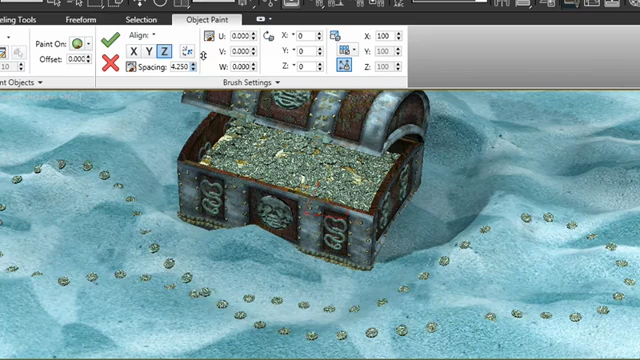 eling Tools Freeform Selection Object Paint
Paint On: Align: U: 0.000 X: 0 X: 100
X Y Z V: 0.000 Y: 0 Y: 100
Offset: 0.000 Spacing: 4.250 W: 0.000 Z: 0 Z: 100
10
nt Objects Brush Settings